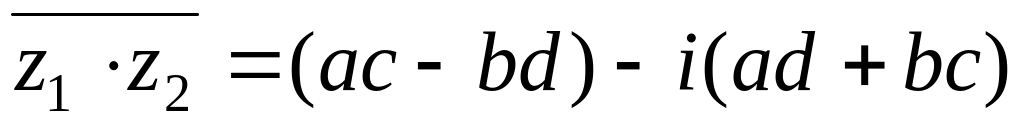 $\overline{z_1 \cdot z_2} = (ac - bd) - i(ad + bc)$